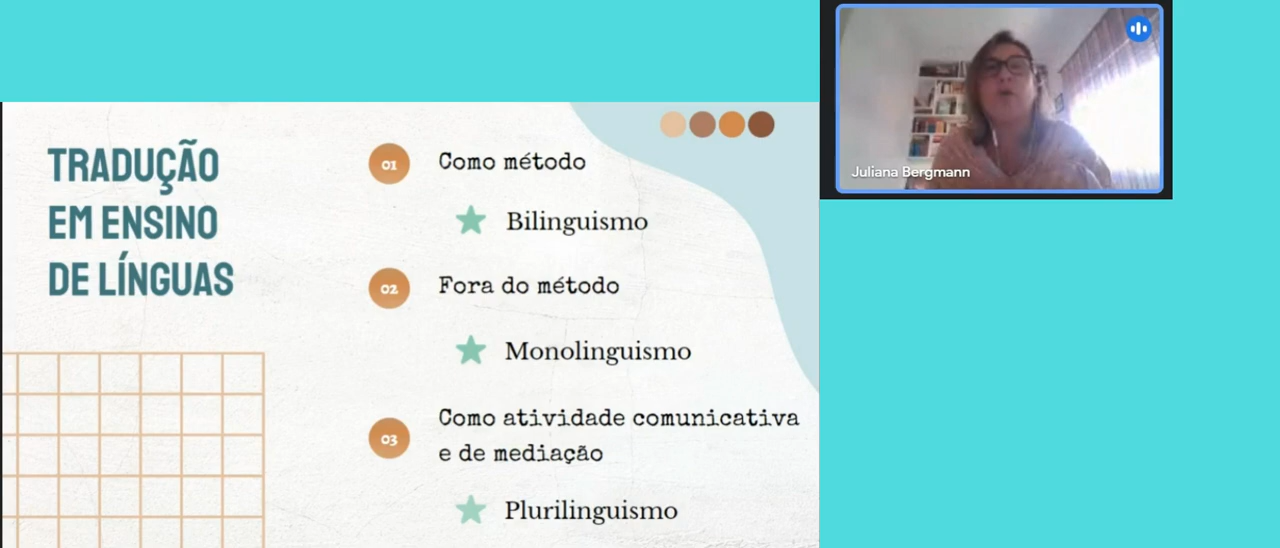 TRADUÇÃO
EM ENSINO
DE LÍNGUAS
01 Como método
Bilinguismo
02 Fora do método
Monolinguismo
03 Como atividade comunicativa
e de mediação
Plurilinguismo
Juliana Bergmann